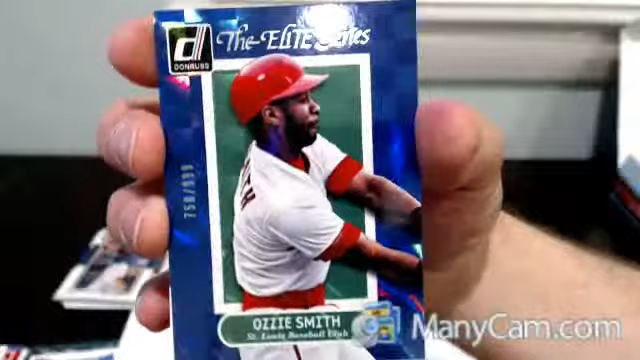 DONRUSS
The ELITE Series
758/999
OZZIE SMITH
St. Louis Baseball Club
ManyCam.com